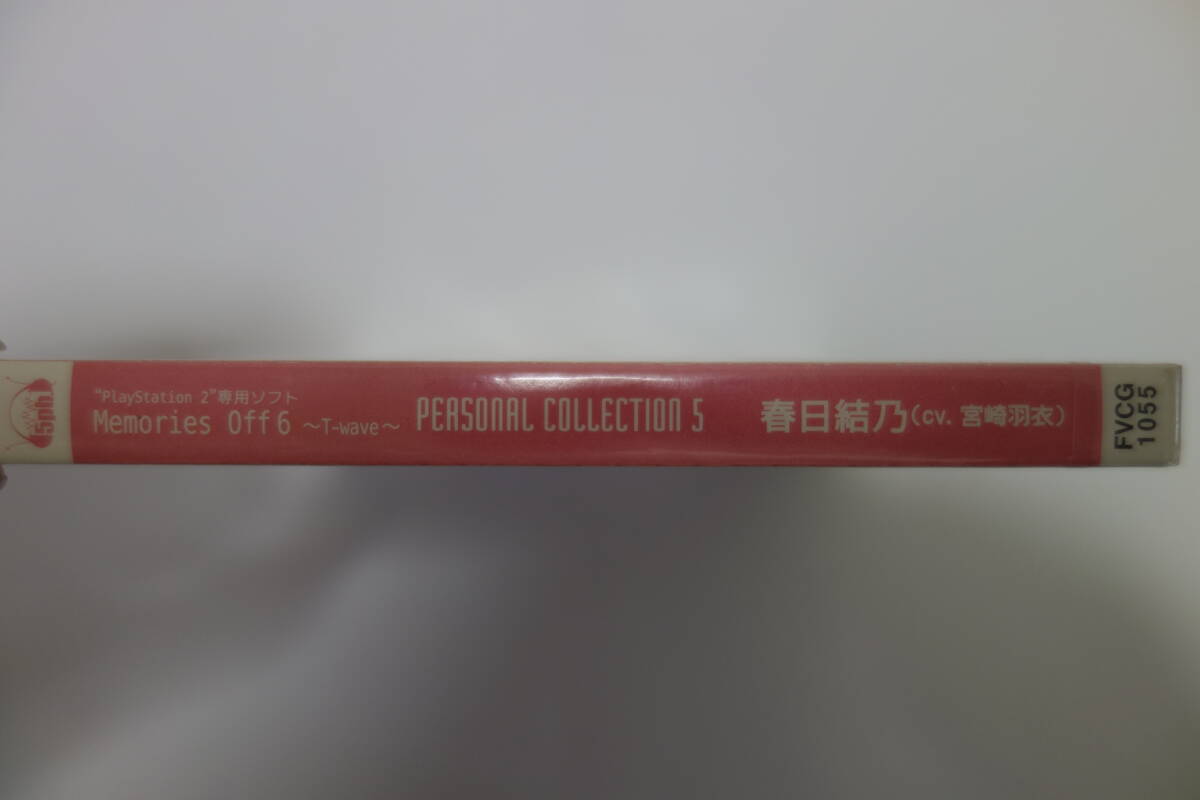 5pb.
"PlayStation 2"専用ソフト
Memories Off 6 ～T-wave～ PERSONAL COLLECTION 5 春日結乃(CV. 宮崎羽衣)
FVCG
1055